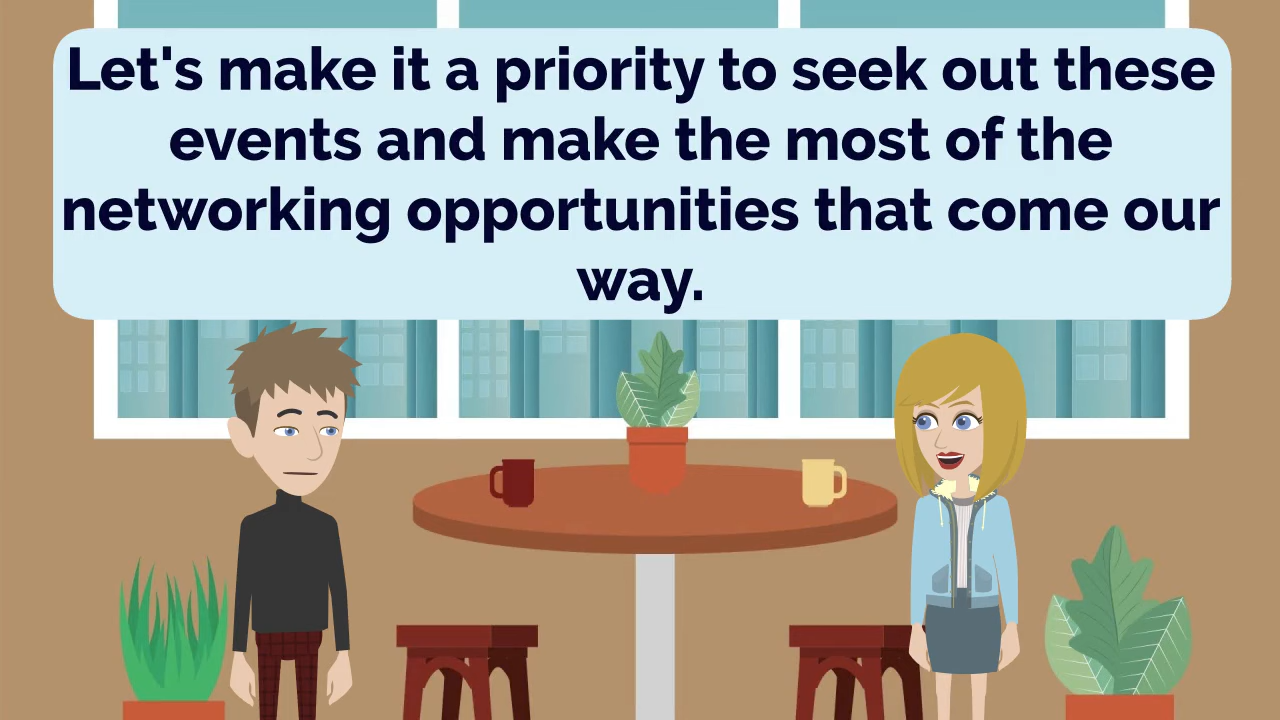 Let's make it a priority to seek out these
events and make the most of the
networking opportunities that come our
way.